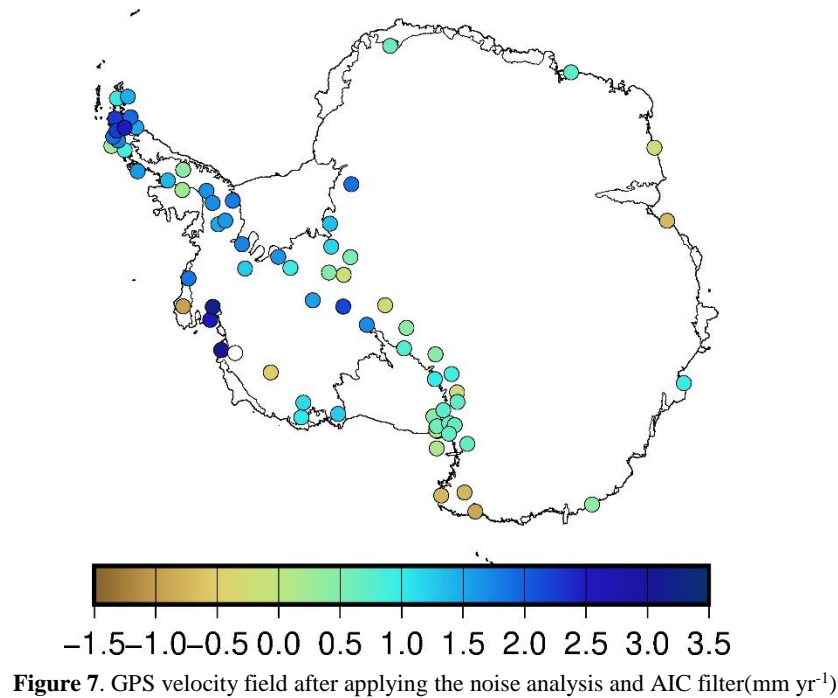 −1.5−1.0−0.5 0.0 0.5 1.0 1.5 2.0 2.5 3.0 3.5
Figure 7. GPS velocity field after applying the noise analysis and AIC filter(mm yr-1)